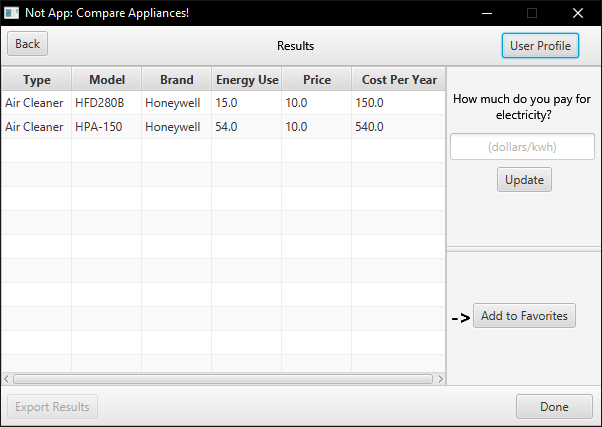 Not App: Compare Appliances!
Back
Results
User Profile
Type Model Brand Energy Use Price Cost Per Year
Air Cleaner HFD280B Honeywell 15.0 10.0 150.0
Air Cleaner HPA-150 Honeywell 54.0 10.0 540.0
How much do you pay for
electricity?
(dollars/kwh)
Update
-> Add to Favorites
Export Results
Done